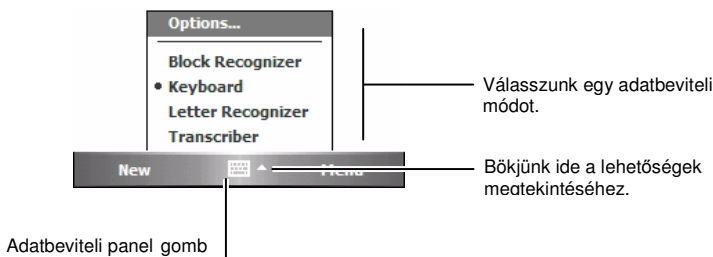 Options...
Block Recognizer
Keyboard
Letter Recognizer
Transcriber
New
Menu
Válasszunk egy adatbeviteli
módot.
Bökjünk ide a lehetőségek
megtekintéséhez.
Adatbeviteli panel gomb